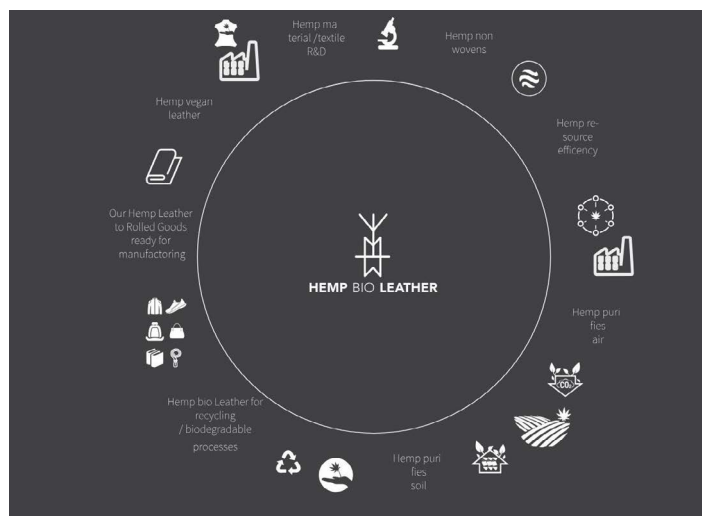 Hemp ma
terial /textile
R&D
Hemp non
wovens
Hemp re-
source
efficency
Hemp puri
fies
air
CO₂
Hemp puri
fies
soil
Hemp bio Leather for
recycling
/ biodegradable
processes
Our Hemp Leather
to Rolled Goods
ready for
manufactoring
Hemp vegan
leather
HEMP BIO LEATHER